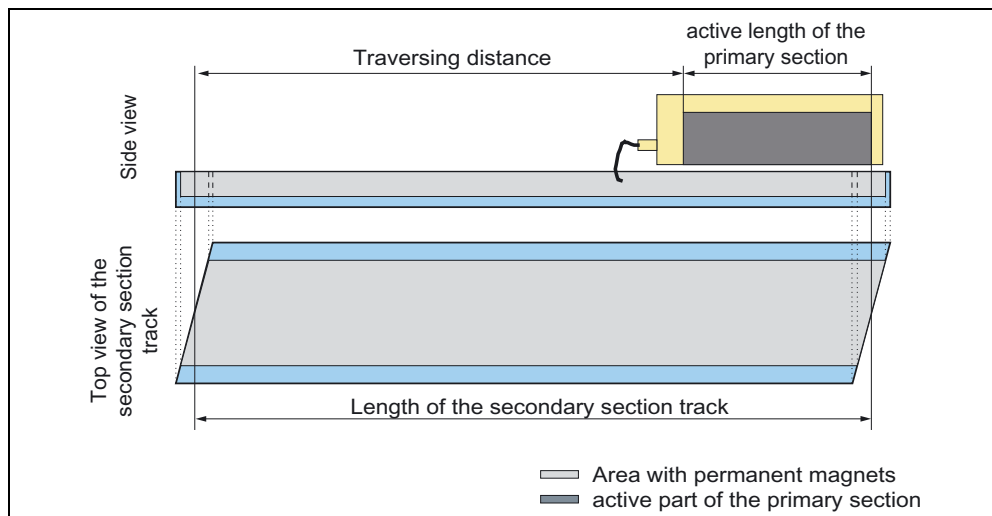 active length of the
primary section
Traversing distance
Side view
Top view of the
secondary section
track
Length of the secondary section track
Area with permanent magnets
active part of the primary section